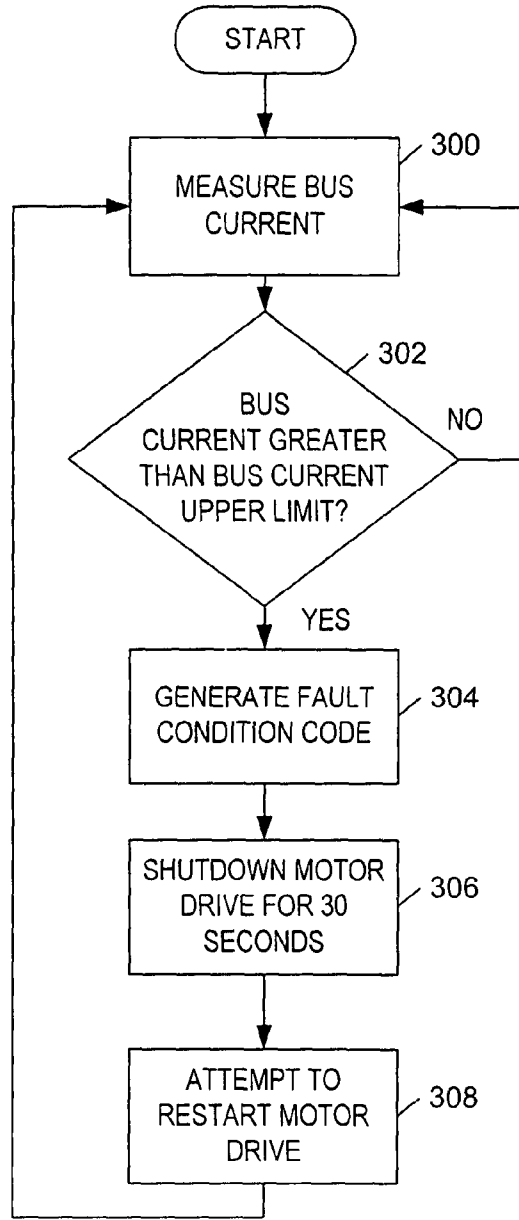 START
300
MEASURE BUS
CURRENT
302
BUS
CURRENT GREATER
THAN BUS CURRENT
UPPER LIMIT?
NO
YES
GENERATE FAULT
CONDITION CODE
304
SHUTDOWN MOTOR
DRIVE FOR 30
SECONDS
306
ATTEMPT TO
RESTART MOTOR
DRIVE
308